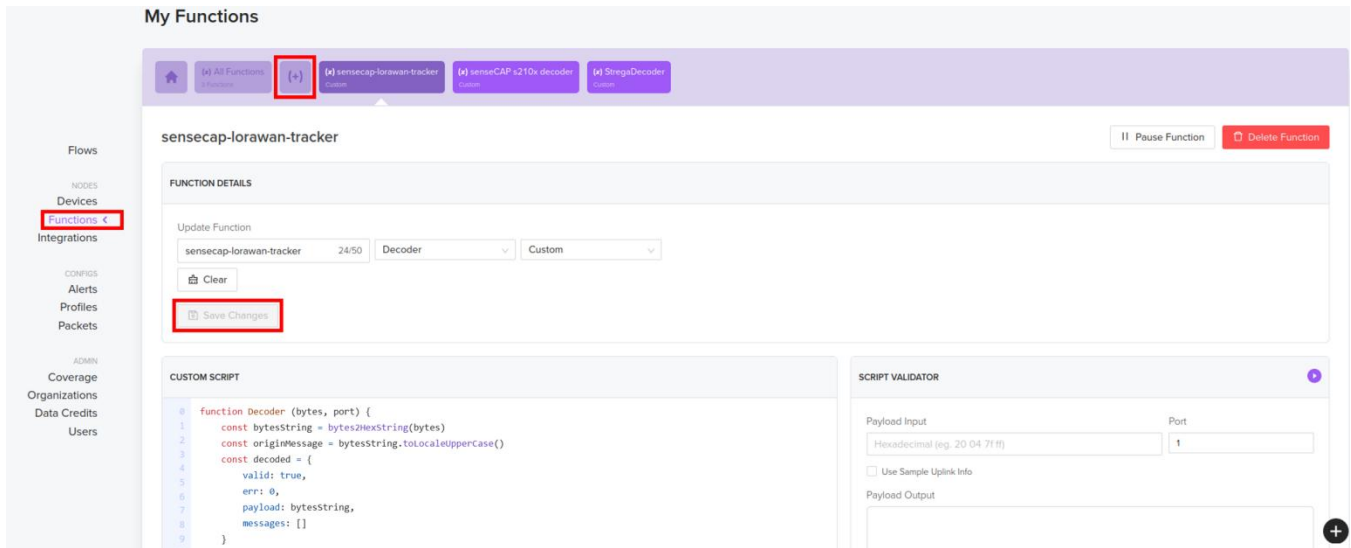 My Functions
(x) All Functions
(+)
(x) sensecap-lorawan-tracker
Custom
(x) senseCAP s210x decoder
Custom
(x) StregaDecoder
Custom
Flows
NODES
Devices
Functions <
Integrations
CONFIGS
Alerts
Profiles
Packets
ADMIN
Coverage
Organizations
Data Credits
Users
sensecap-lorawan-tracker
Pause Function
Delete Function
FUNCTION DETAILS
Update Function
sensecap-lorawan-tracker 24/50 Decoder Custom
Clear
Save Changes
CUSTOM SCRIPT
0 function Decoder (bytes, port) {
1 const bytesString = bytes2HexString(bytes)
2 const originMessage = bytesString.toLocaleUpperCase()
3 const decoded = {
4 valid: true,
5 err: 0,
6 payload: bytesString,
7 messages: []
8 }
9
SCRIPT VALIDATOR
Payload Input Port
Hexadecimal (eg. 20 04 7f ff) 1
Use Sample Uplink Info
Payload Output